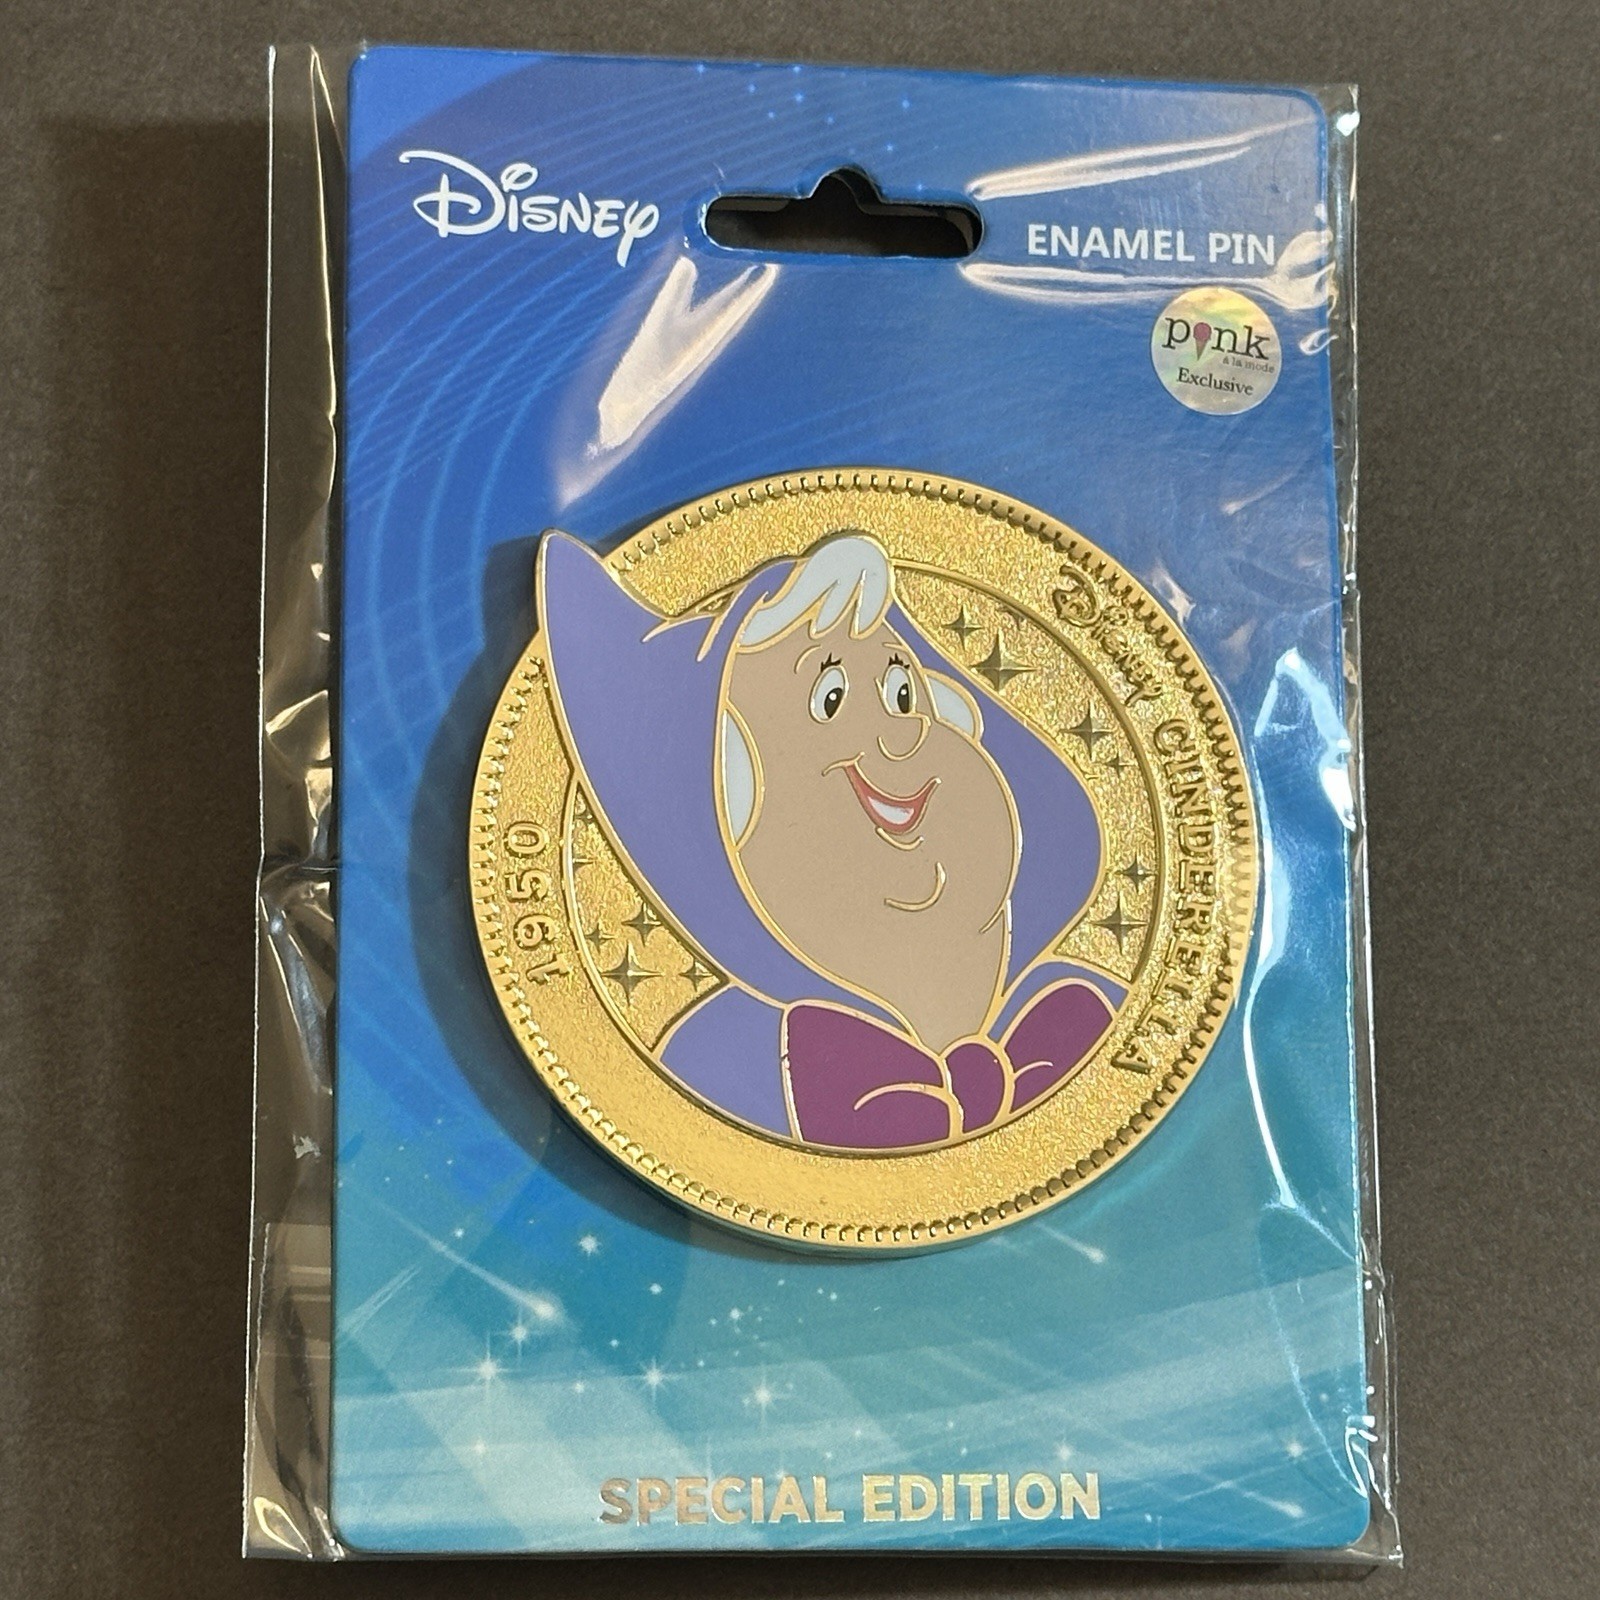 Disney
ENAMEL PIN
pink
à la mode
Exclusive
1950
Disney CINDERELLA
SPECIAL EDITION